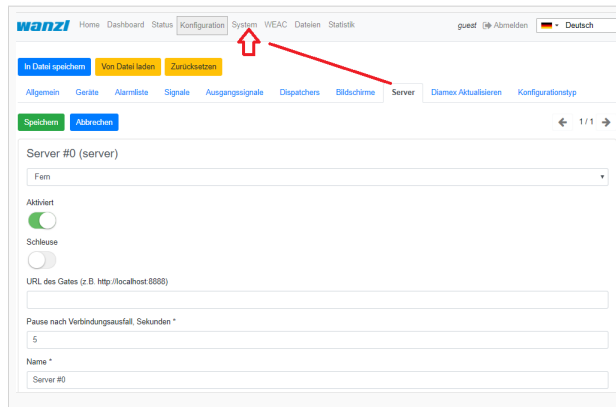 wanzl Home Dashboard Status Konfiguration System WEAC Dateien Statistik guest Abmelden Deutsch
In Datei speichern Von Datei laden Zurücksetzen
Allgemein Geräte Alarmliste Signale Ausgangssignale Dispatchers Bildschirme Server Diamex Aktualisieren Konfigurationstyp
Speichern Abbrechen 1 / 1
Server #0 (server)
Fern
Aktiviert
Schleuse
URL des Gates (z.B. http://localhost:8888)
Pause nach Verbindungsausfall, Sekunden *
5
Name *
Server #0